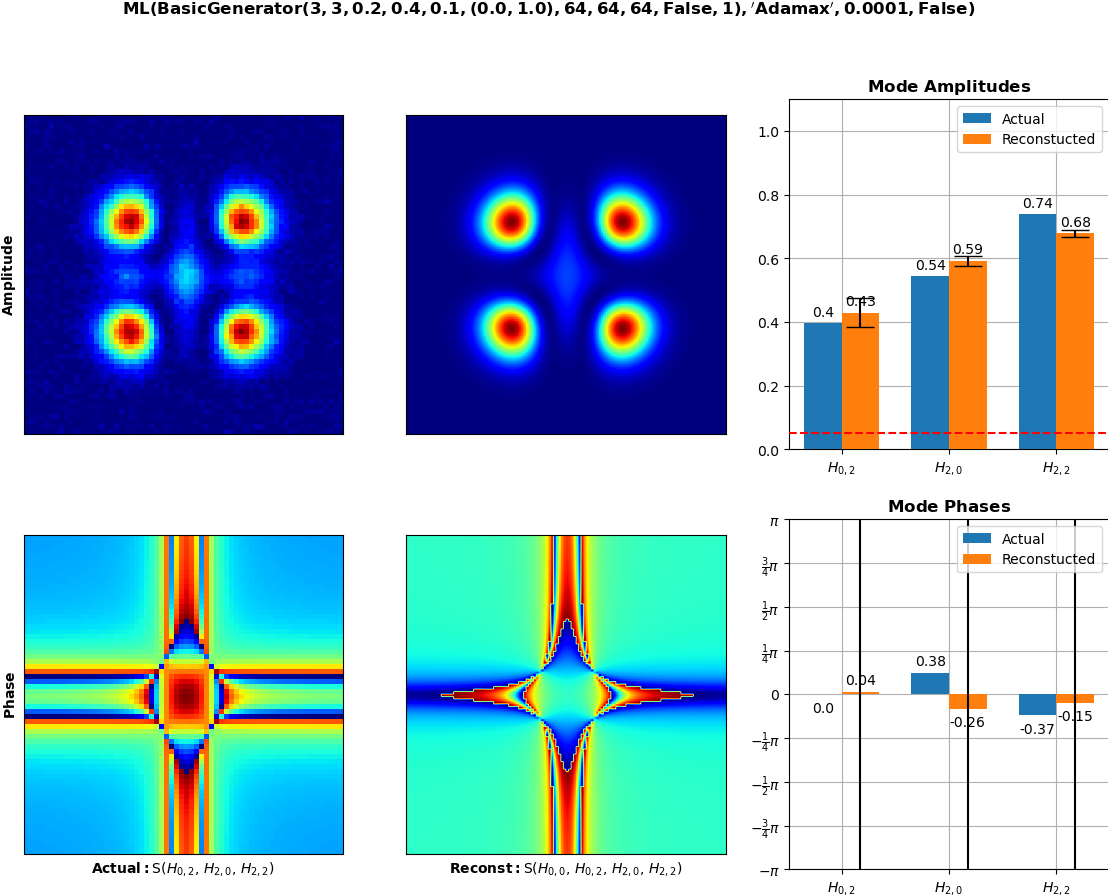 ML(BasicGenerator(3, 3, 0.2, 0.4, 0.1, (0.0, 1.0), 64, 64, 64, False, 1), ′Adamax′, 0.0001, False)
Amplitude
Mode Amplitudes
Actual
Reconstucted
1.0
0.8
0.6
0.4
0.2
0.0
0.4
0.43
0.54
0.59
0.74
0.68
H₀,₂
H₂,₀
H₂,₂
Phase
Actual: S(H₀,₂, H₂,₀, H₂,₂)
Reconst: S(H₀,₀, H₀,₂, H₂,₀, H₂,₂)
Mode Phases
Actual
Reconstucted
π
3/4π
1/2π
1/4π
0
−1/4π
−1/2π
−3/4π
−π
0.0
0.04
0.38
-0.26
-0.37
-0.15
H₀,₂
H₂,₀
H₂,₂